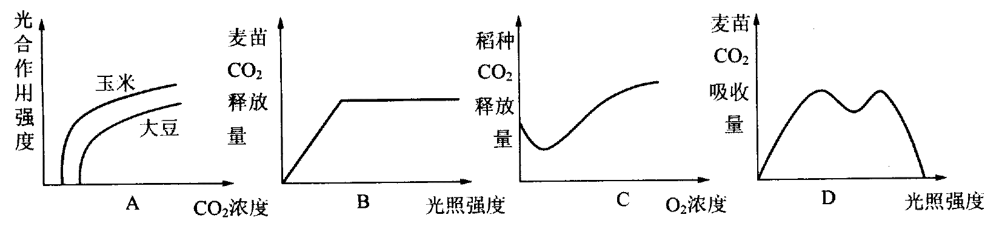 光合作用强度
玉米
大豆
A
CO₂浓度
麦苗
CO₂
释放
量
B
光照强度
稻种
CO₂
释放
量
C
O₂浓度
麦苗
CO₂
吸收
量
D
光照强度